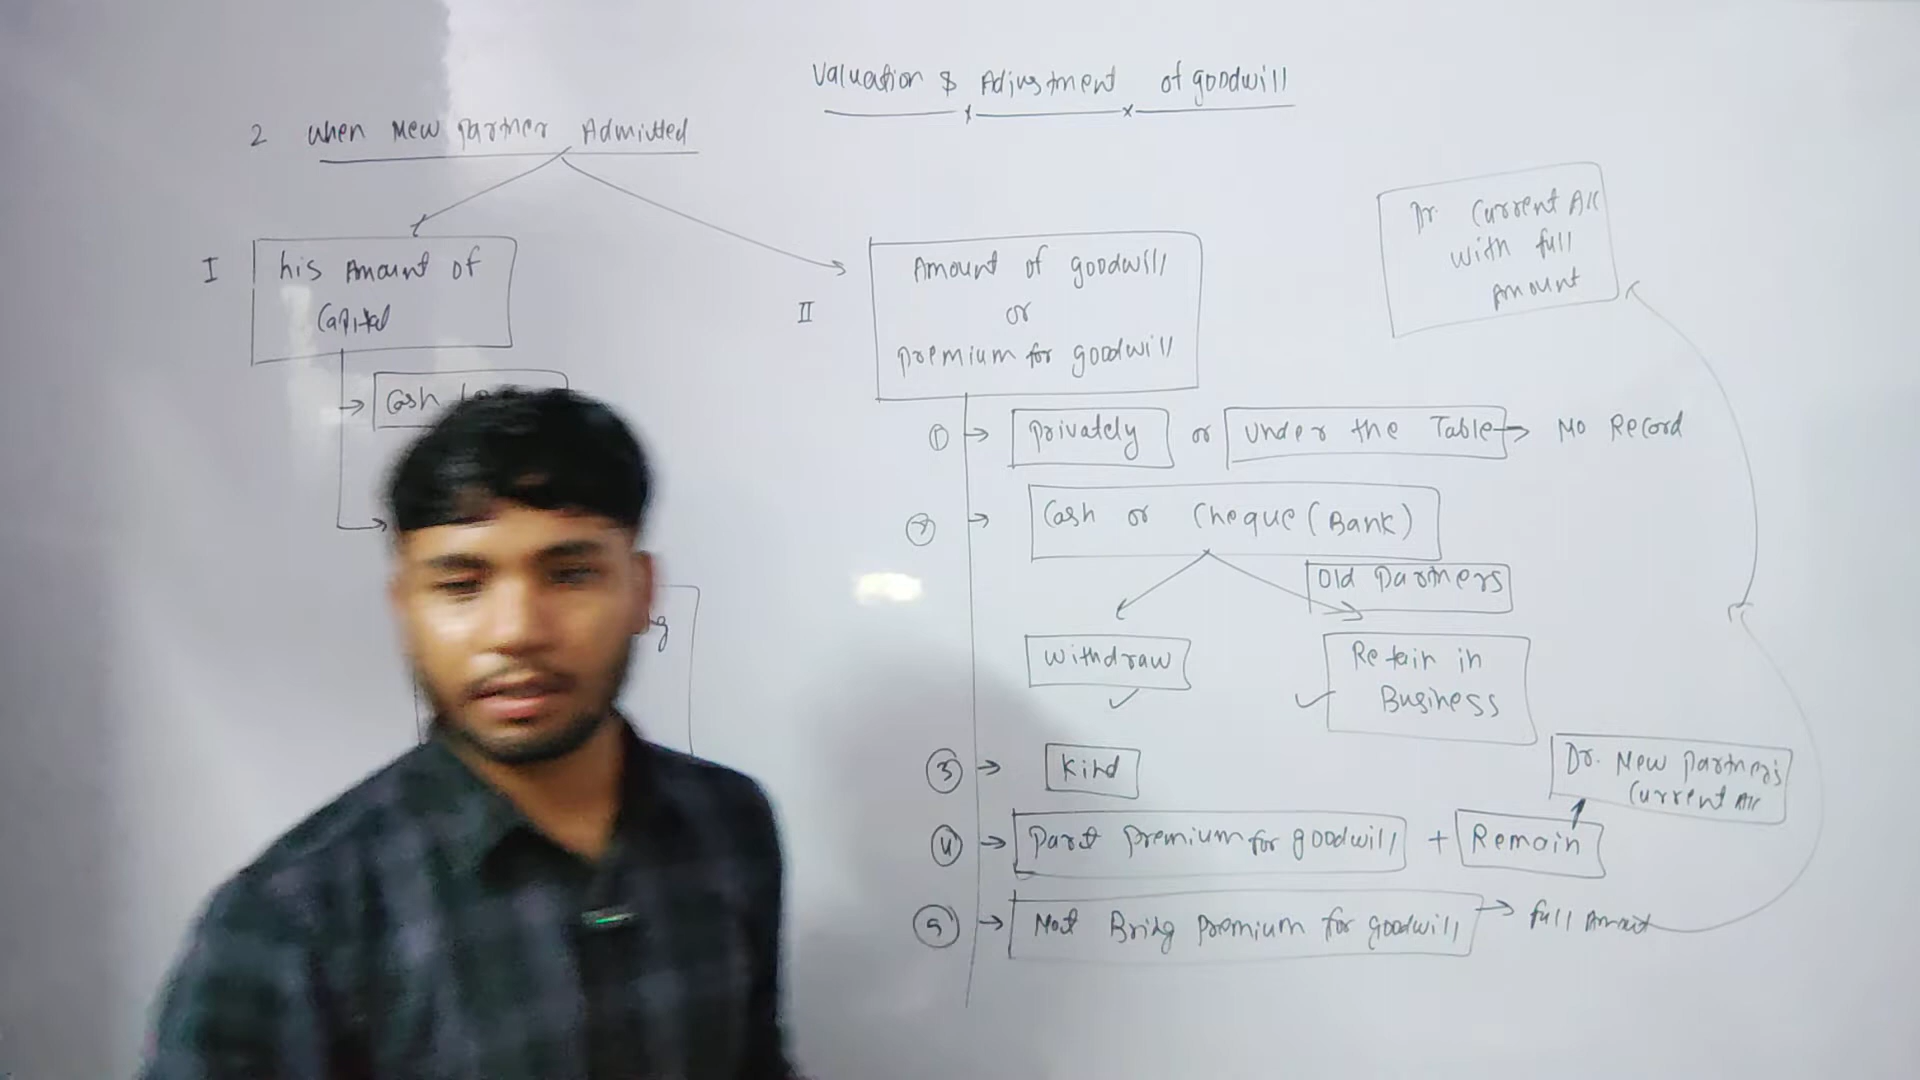 Valuation & Adjustment of goodwill
2 when New partner Admitted
I his Amount of
Capital
Cash
II Amount of goodwill
or
premium for goodwill
Dr. Current A/c
with full
Amount
① → privately or Under the Table → No Record
② → Cash or Cheque (Bank)
Old partners
Withdraw ✓
✓ Retain in
Business
③ → Kind
Dr. New partner's
Current A/c
④ → Part premium for goodwill + Remain
⑤ → Not Bring premium for goodwill → full Amount